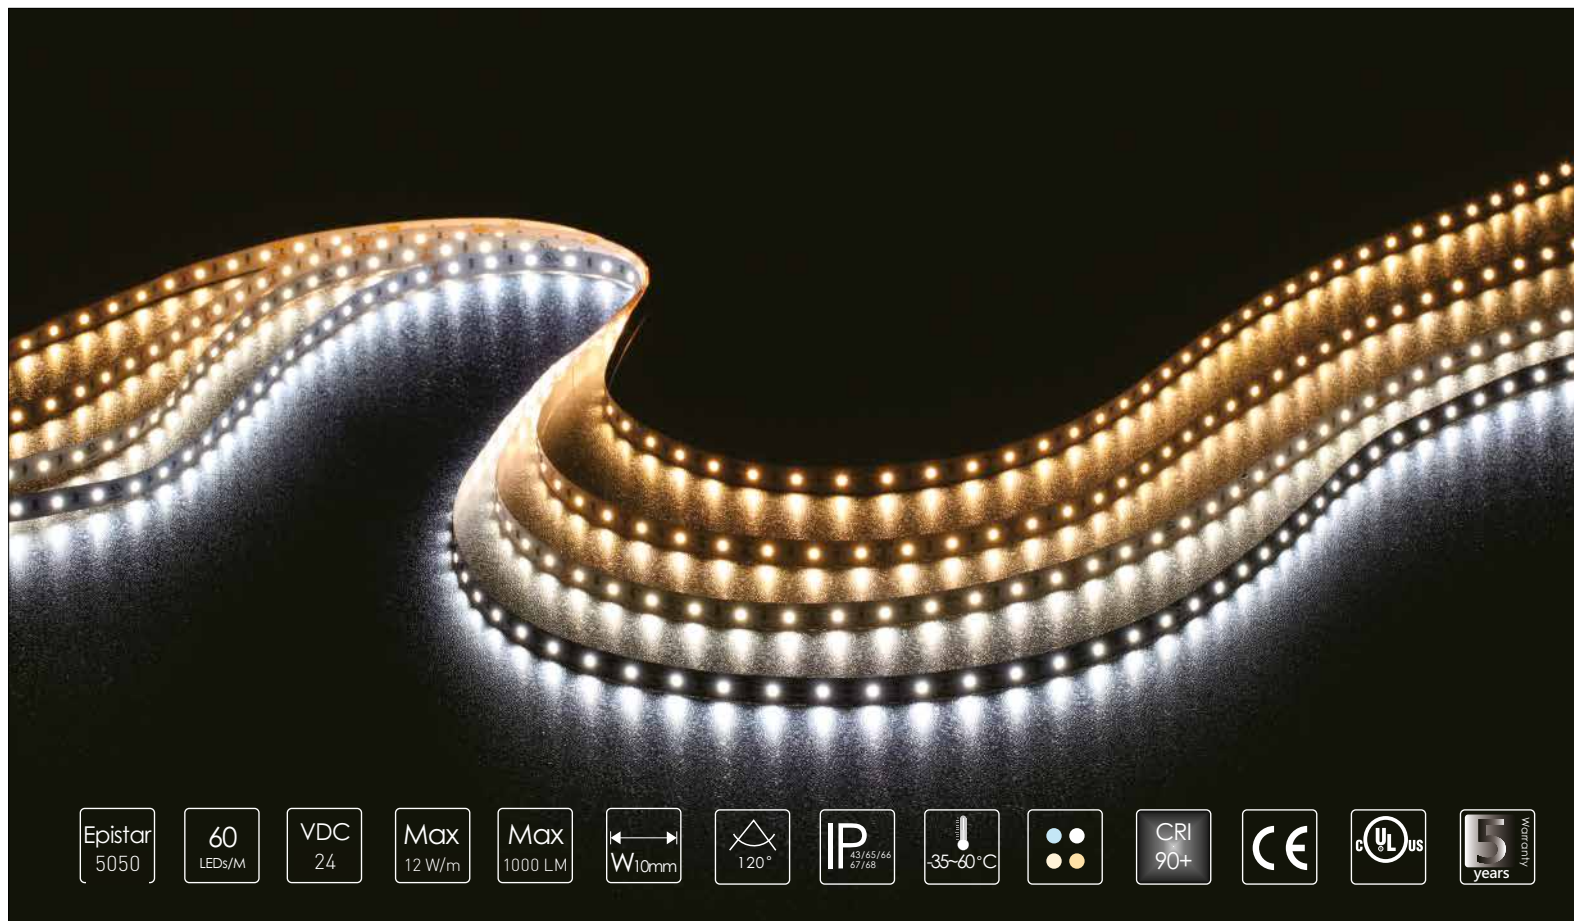 Epistar
5050
60
LEDs/M
VDC
24
Max
12 W/m
Max
1000 LM
W10mm
120°
IP
43/65/66
67/68
-35~60°C
CRI
90+
CE
c UL us
5
years
Warranty